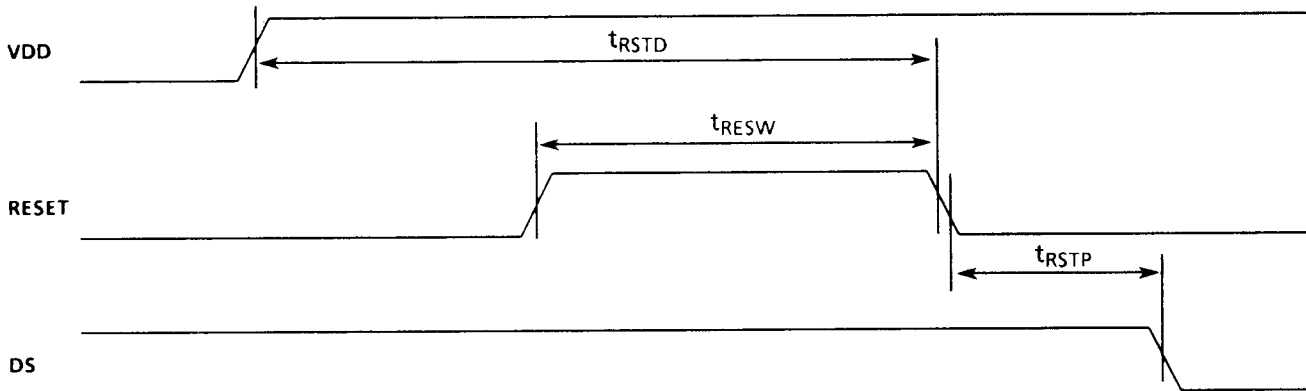 VDD
tRSTD
tRESW
RESET
tRSTP
DS